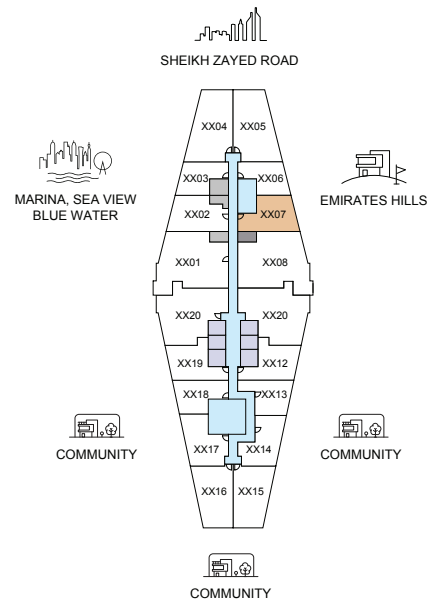 SHEIKH ZAYED ROAD
XX04 XX05
XX03 XX06
MARINA, SEA VIEW
BLUE WATER
EMIRATES HILLS
XX02 XX07
XX01 XX08
XX20 XX20
XX19 XX12
XX18 XX13
XX17 XX14
COMMUNITY
COMMUNITY
XX16 XX15
COMMUNITY